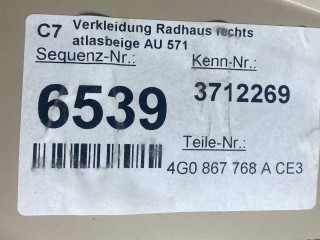 C7 Verkleidung Radhaus rechts
atlasbeige AU 571
Sequenz-Nr.: Kenn-Nr.:
6539 3712269
Teile-Nr.:
4G0 867 768 A CE3